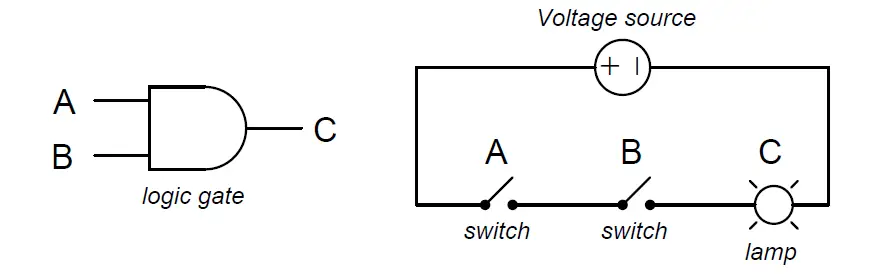 Voltage source
+ −
A
B
C
logic gate
A
B
C
switch
switch
lamp